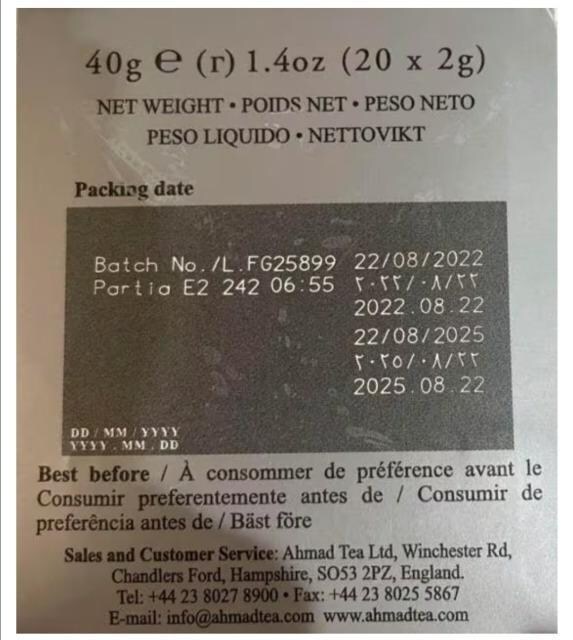 40g ℮ (r) 1.4oz (20 x 2g)
NET WEIGHT • POIDS NET • PESO NETO
PESO LIQUIDO • NETTOVIKT
Packing date
Batch No./L.FG25899 22/08/2022
Partia E2 242 06:55 ٢٠٢٢/٠٨/٢٢
2022.08.22
22/08/2025
٢٠٢٥/٠٨/٢٢
2025.08.22
DD / MM / YYYY
YYYY . MM . DD
Best before / À consommer de préférence avant le
Consumir preferentemente antes de / Consumir de
preferência antes de / Bäst före
Sales and Customer Service: Ahmad Tea Ltd, Winchester Rd,
Chandlers Ford, Hampshire, SO53 2PZ, England.
Tel: +44 23 8027 8900 • Fax: +44 23 8025 5867
E-mail: info@ahmadtea.com www.ahmadtea.com